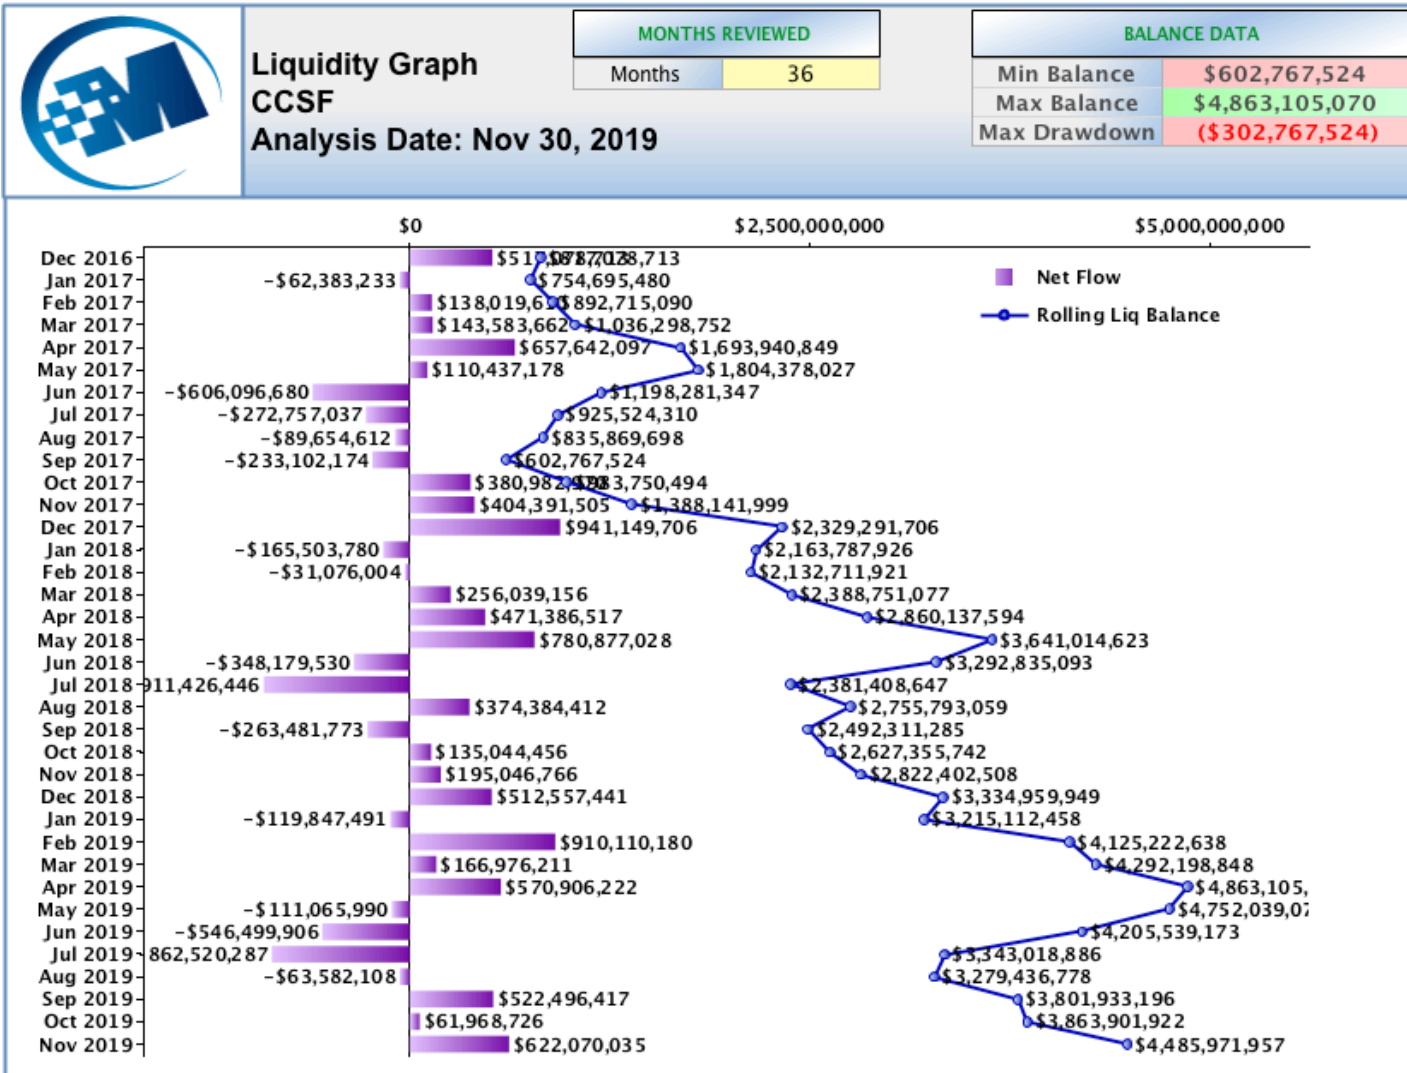 MONTHS REVIEWED
BALANCE DATA
Liquidity Graph
CCSF
Analysis Date: Nov 30, 2019
Months 36
Min Balance $602,767,524
Max Balance $4,863,105,070
Max Drawdown ($302,767,524)
$0 $2,500,000,000 $5,000,000,000
Net Flow
Rolling Liq Balance
Dec 2016
Jan 2017 -$62,383,233 $754,695,480
Feb 2017 $892,715,090
Mar 2017 $143,583,662 $1,036,298,752
Apr 2017 $657,642,097 $1,693,940,849
May 2017 $110,437,178 $1,804,378,027
Jun 2017 -$606,096,680 $1,198,281,347
Jul 2017 -$272,757,037 $925,524,310
Aug 2017 -$89,654,612 $835,869,698
Sep 2017 -$233,102,174 $602,767,524
Oct 2017 $983,750,494
Nov 2017 $404,391,505 $1,388,141,999
Dec 2017 $941,149,706 $2,329,291,706
Jan 2018 -$165,503,780 $2,163,787,926
Feb 2018 -$31,076,004 $2,132,711,921
Mar 2018 $256,039,156 $2,388,751,077
Apr 2018 $471,386,517 $2,860,137,594
May 2018 $780,877,028 $3,641,014,623
Jun 2018 -$348,179,530 $3,292,835,093
Jul 2018 911,426,446 $2,381,408,647
Aug 2018 $374,384,412 $2,755,793,059
Sep 2018 -$263,481,773 $2,492,311,285
Oct 2018 $135,044,456 $2,627,355,742
Nov 2018 $195,046,766 $2,822,402,508
Dec 2018 $512,557,441 $3,334,959,949
Jan 2019 -$119,847,491 $3,215,112,458
Feb 2019 $910,110,180 $4,125,222,638
Mar 2019 $166,976,211 $4,292,198,848
Apr 2019 $570,906,222 $4,863,105,
May 2019 -$111,065,990 $4,752,039,07
Jun 2019 -$546,499,906 $4,205,539,173
Jul 2019 862,520,287 $3,343,018,886
Aug 2019 -$63,582,108 $3,279,436,778
Sep 2019 $522,496,417 $3,801,933,196
Oct 2019 $61,968,726 $3,863,901,922
Nov 2019 $622,070,035 $4,485,971,957